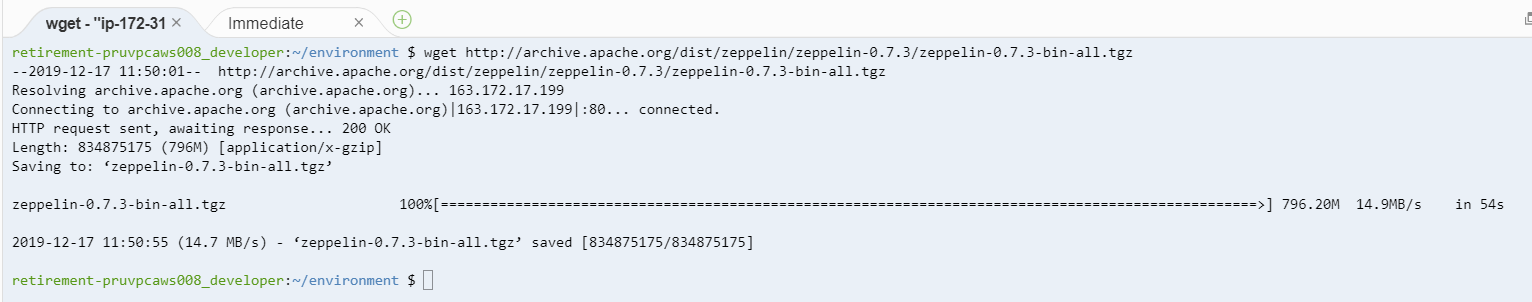 wget - "ip-172-31 Immediate
retirement-pruvpcaws008_developer:~/environment $ wget http://archive.apache.org/dist/zeppelin/zeppelin-0.7.3/zeppelin-0.7.3-bin-all.tgz
--2019-12-17 11:50:01-- http://archive.apache.org/dist/zeppelin/zeppelin-0.7.3/zeppelin-0.7.3-bin-all.tgz
Resolving archive.apache.org (archive.apache.org)... 163.172.17.199
Connecting to archive.apache.org (archive.apache.org)|163.172.17.199|:80... connected.
HTTP request sent, awaiting response... 200 OK
Length: 834875175 (796M) [application/x-gzip]
Saving to: ‘zeppelin-0.7.3-bin-all.tgz’
zeppelin-0.7.3-bin-all.tgz 100%[===================================================================================================>] 796.20M 14.9MB/s in 54s
2019-12-17 11:50:55 (14.7 MB/s) - ‘zeppelin-0.7.3-bin-all.tgz’ saved [834875175/834875175]
retirement-pruvpcaws008_developer:~/environment $